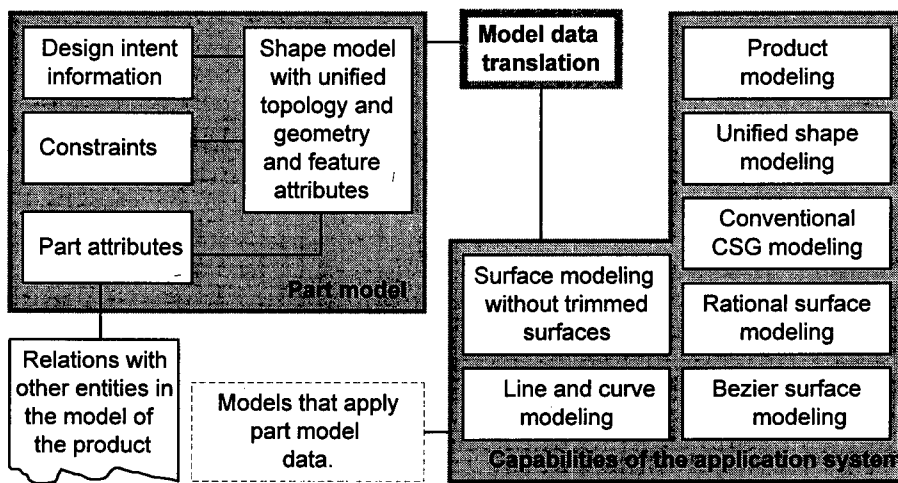 Design intent
information
Constraints
Part attributes
Shape model
with unified
topology and
geometry
and feature
attributes
Part model
Relations with
other entities in
the model of
the product
Model data
translation
Models that apply
part model
data.
Surface modeling
without trimmed
surfaces
Line and curve
modeling
Product
modeling
Unified shape
modeling
Conventional
CSG modeling
Rational surface
modeling
Bezier surface
modeling
Capabilities of the application system